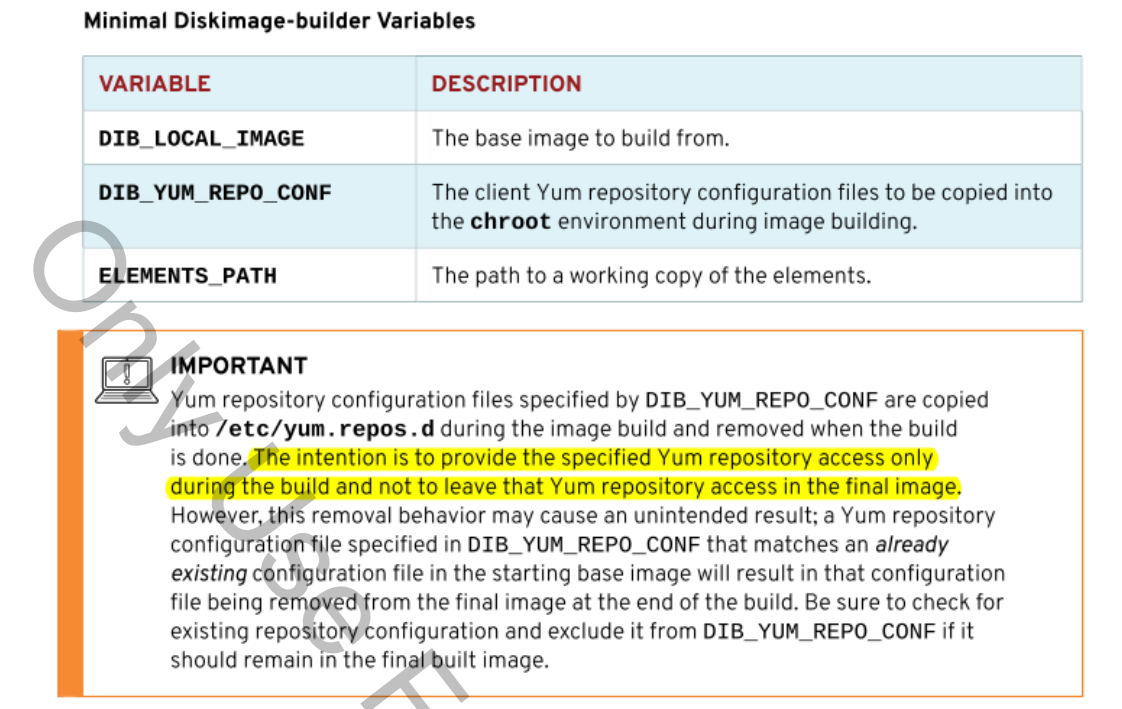 Minimal Diskimage-builder Variables
VARIABLE DESCRIPTION
DIB_LOCAL_IMAGE The base image to build from.
DIB_YUM_REPO_CONF The client Yum repository configuration files to be copied into
the chroot environment during image building.
ELEMENTS_PATH The path to a working copy of the elements.
IMPORTANT
Yum repository configuration files specified by DIB_YUM_REPO_CONF are copied
into /etc/yum.repos.d during the image build and removed when the build
is done. The intention is to provide the specified Yum repository access only
during the build and not to leave that Yum repository access in the final image.
However, this removal behavior may cause an unintended result; a Yum repository
configuration file specified in DIB_YUM_REPO_CONF that matches an already
existing configuration file in the starting base image will result in that configuration
file being removed from the final image at the end of the build. Be sure to check for
existing repository configuration and exclude it from DIB_YUM_REPO_CONF if it
should remain in the final built image.
Only Use F